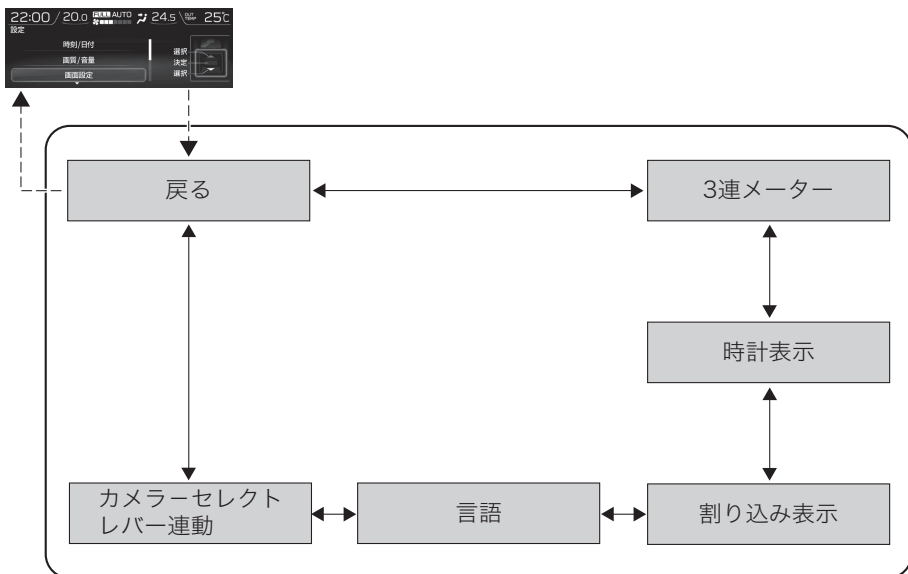 22:00 / 20.0 FULL AUTO 24.5 OUT TEMP 25℃
設定
時刻/日付
画質/音量
画面設定
選択
決定
選択
戻る
3連メーター
時計表示
カメラーセレクト
レバー連動
言語
割り込み表示